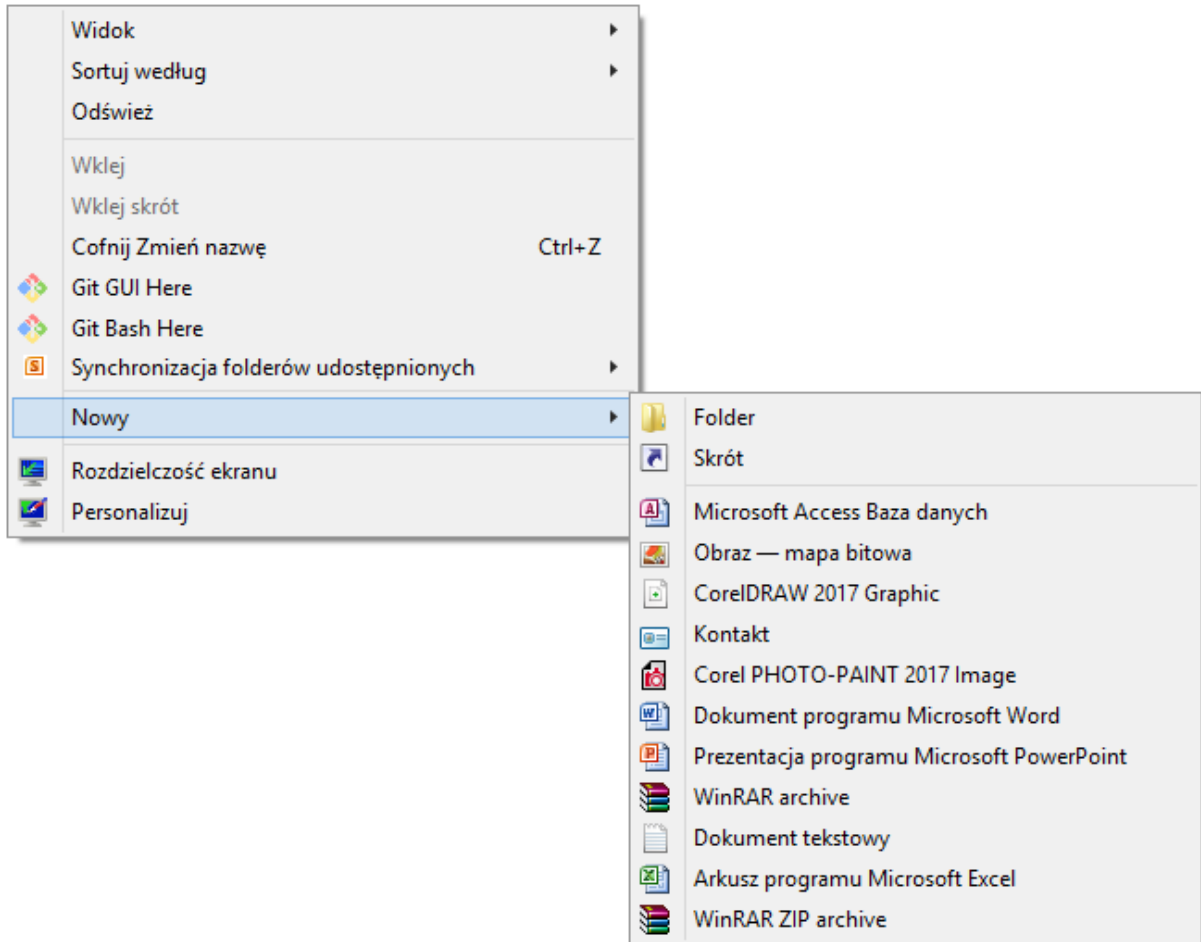 Widok
Sortuj według
Odśwież
Wklej
Wklej skrót
Cofnij Zmień nazwę Ctrl+Z
Git GUI Here
Git Bash Here
Synchronizacja folderów udostępnionych
Nowy
Rozdzielczość ekranu
Personalizuj
Folder
Skrót
Microsoft Access Baza danych
Obraz — mapa bitowa
CorelDRAW 2017 Graphic
Kontakt
Corel PHOTO-PAINT 2017 Image
Dokument programu Microsoft Word
Prezentacja programu Microsoft PowerPoint
WinRAR archive
Dokument tekstowy
Arkusz programu Microsoft Excel
WinRAR ZIP archive